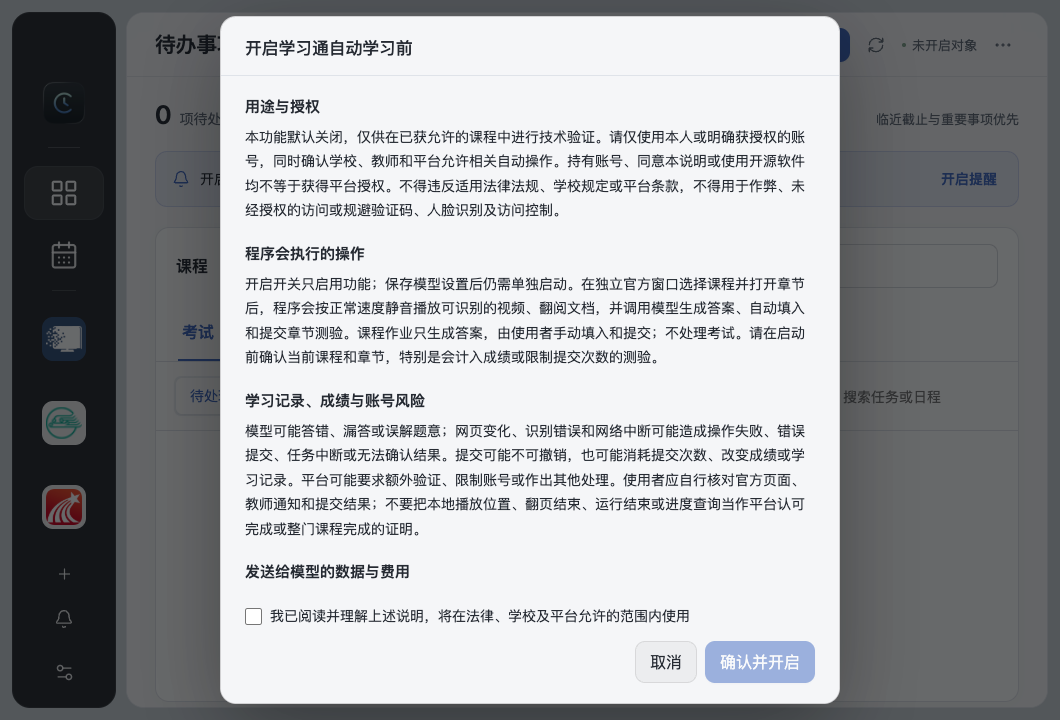 待办事
未开启对象
开启学习通自动学习前
0 项待处
临近截止与重要事项优先
开启
开启提醒
课程
考试
待处
搜索任务或日程
用途与授权
本功能默认关闭，仅供在已获允许的课程中进行技术验证。请仅使用本人或明确获授权的账
号，同时确认学校、教师和平台允许相关自动操作。持有账号、同意本说明或使用开源软件
均不等于获得平台授权。不得违反适用法律法规、学校规定或平台条款，不得用于作弊、未
经授权的访问或规避验证码、人脸识别及访问控制。
程序会执行的操作
开启开关只启用功能；保存模型设置后仍需单独启动。在独立官方窗口选择课程并打开章节
后，程序会按正常速度静音播放可识别的视频、翻阅文档，并调用模型生成答案、自动填入
和提交章节测验。课程作业只生成答案，由使用者手动填入和提交；不处理考试。请在启动
前确认当前课程和章节，特别是会计入成绩或限制提交次数的测验。
学习记录、成绩与账号风险
模型可能答错、漏答或误解题意；网页变化、识别错误和网络中断可能造成操作失败、错误
提交、任务中断或无法确认结果。提交可能不可撤销，也可能消耗提交次数、改变成绩或学
习记录。平台可能要求额外验证、限制账号或作出其他处理。使用者应自行核对官方页面、
教师通知和提交结果；不要把本地播放位置、翻页结束、运行结束或进度查询当作平台认可
完成或整门课程完成的证明。
发送给模型的数据与费用
我已阅读并理解上述说明，将在法律、学校及平台允许的范围内使用
取消
确认并开启